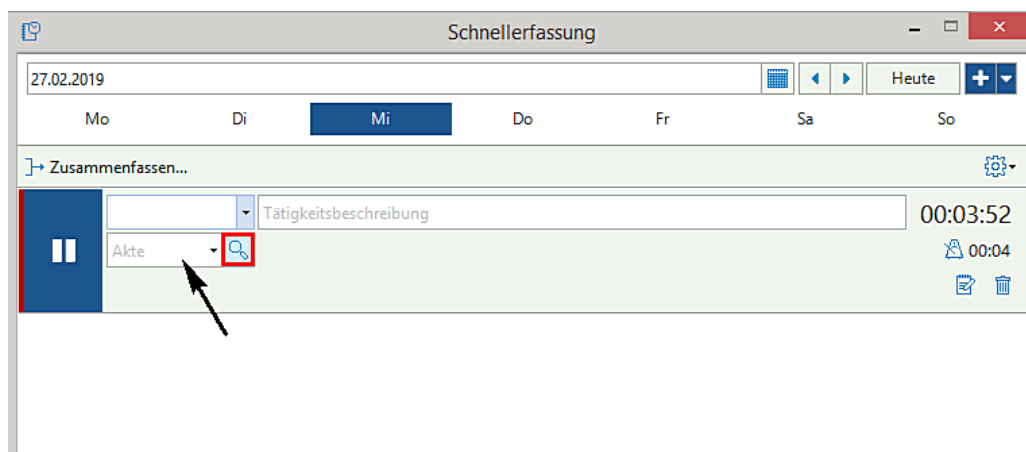 Schnellerfassung
27.02.2019 Heute
Mo Di Mi Do Fr Sa So
Zusammenfassen...
Tätigkeitsbeschreibung 00:03:52
Akte 00:04